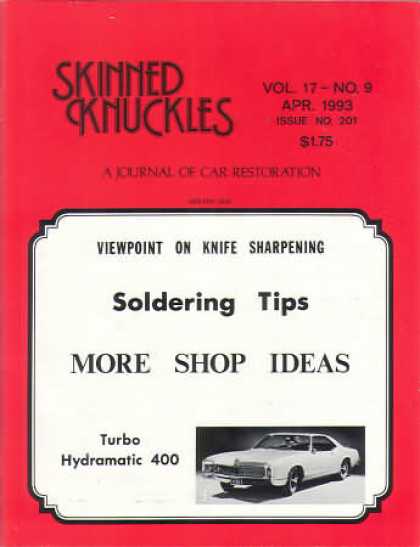 SKINNED
KNUCKLES
VOL. 17 – NO. 9
APR. 1993
ISSUE NO. 201
$1.75
A JOURNAL OF CAR RESTORATION
VIEWPOINT ON KNIFE SHARPENING
Soldering Tips
MORE SHOP IDEAS
Turbo
Hydramatic 400